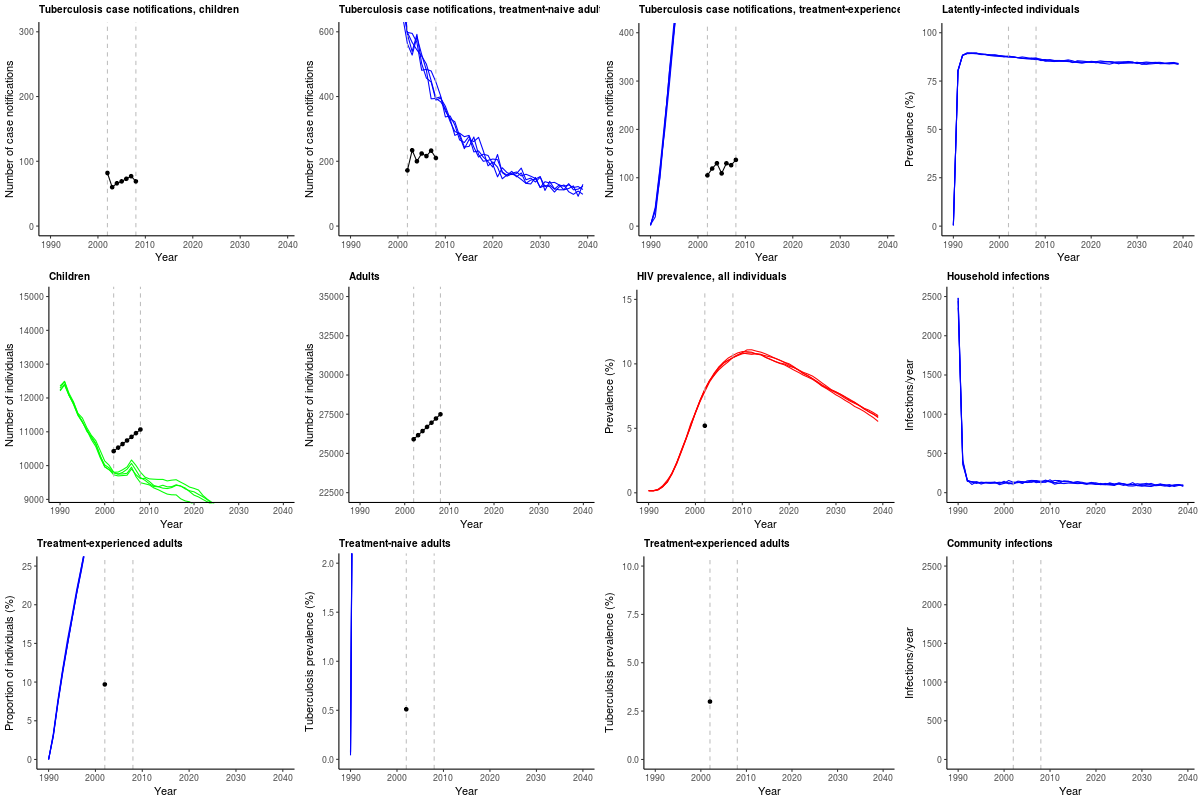 Tuberculosis case notifications, children
Number of case notifications
300
200
100
0
1990 2000 2010 2020 2030 2040
Year
Tuberculosis case notifications, treatment-naive adul
Number of case notifications
600
400
200
0
1990 2000 2010 2020 2030 2040
Year
Tuberculosis case notifications, treatment-experience
Number of case notifications
400
300
200
100
0
1990 2000 2010 2020 2030 2040
Year
Latently-infected individuals
Prevalence (%)
100
75
50
25
0
1990 2000 2010 2020 2030 2040
Year
Children
Number of individuals
15000
14000
13000
12000
11000
10000
9000
1990 2000 2010 2020 2030 2040
Year
Adults
Number of individuals
35000
32500
30000
27500
25000
22500
1990 2000 2010 2020 2030 2040
Year
HIV prevalence, all individuals
Prevalence (%)
15
10
5
0
1990 2000 2010 2020 2030 2040
Year
Household infections
Infections/year
2500
2000
1500
1000
500
0
1990 2000 2010 2020 2030 2040
Year
Treatment-experienced adults
Proportion of individuals (%)
25
20
15
10
5
0
1990 2000 2010 2020 2030 2040
Year
Treatment-naive adults
Tuberculosis prevalence (%)
2.0
1.5
1.0
0.5
0.0
1990 2000 2010 2020 2030 2040
Year
Treatment-experienced adults
Tuberculosis prevalence (%)
10.0
7.5
5.0
2.5
0.0
1990 2000 2010 2020 2030 2040
Year
Community infections
Infections/year
2500
2000
1500
1000
500
0
1990 2000 2010 2020 2030 2040
Year